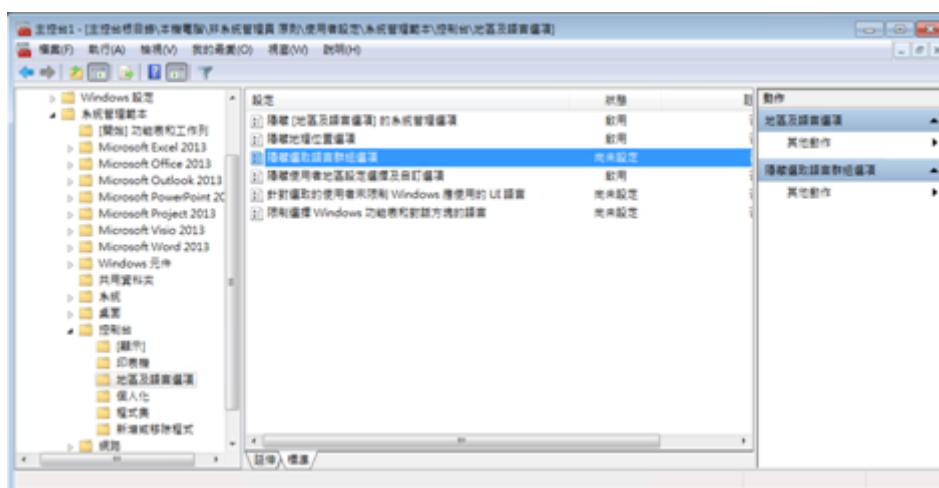 主控台1 - [主控台根目錄\本機電腦\非系統管理員 原則\使用者設定\系統管理範本\控制台\地區及語言選項]
檔案(F) 執行(A) 檢視(V) 我的最愛(O) 視窗(W) 說明(H)
Windows 設定
系統管理範本
[開始] 功能表和工作列
Microsoft Excel 2013
Microsoft Office 2013
Microsoft Outlook 2013
Microsoft PowerPoint 20
Microsoft Project 2013
Microsoft Visio 2013
Microsoft Word 2013
Windows 元件
共用資料夾
系統
桌面
控制台
[顯示]
印表機
地區及語言選項
個人化
程式集
新增或移除程式
網路
設定 狀態
隱藏 [地區及語言選項] 的系統管理選項 啟用
隱藏地理位置選項 啟用
隱藏選取語言群組選項 尚未設定
隱藏使用者地區設定選擇及自訂選項 啟用
針對選取的使用者來限制 Windows 應使用的 UI 語言 尚未設定
限制選擇 Windows 功能表和對話方塊的語言 尚未設定
延伸 標準
動作
地區及語言選項
其他動作
隱藏選取語言群組選項
其他動作